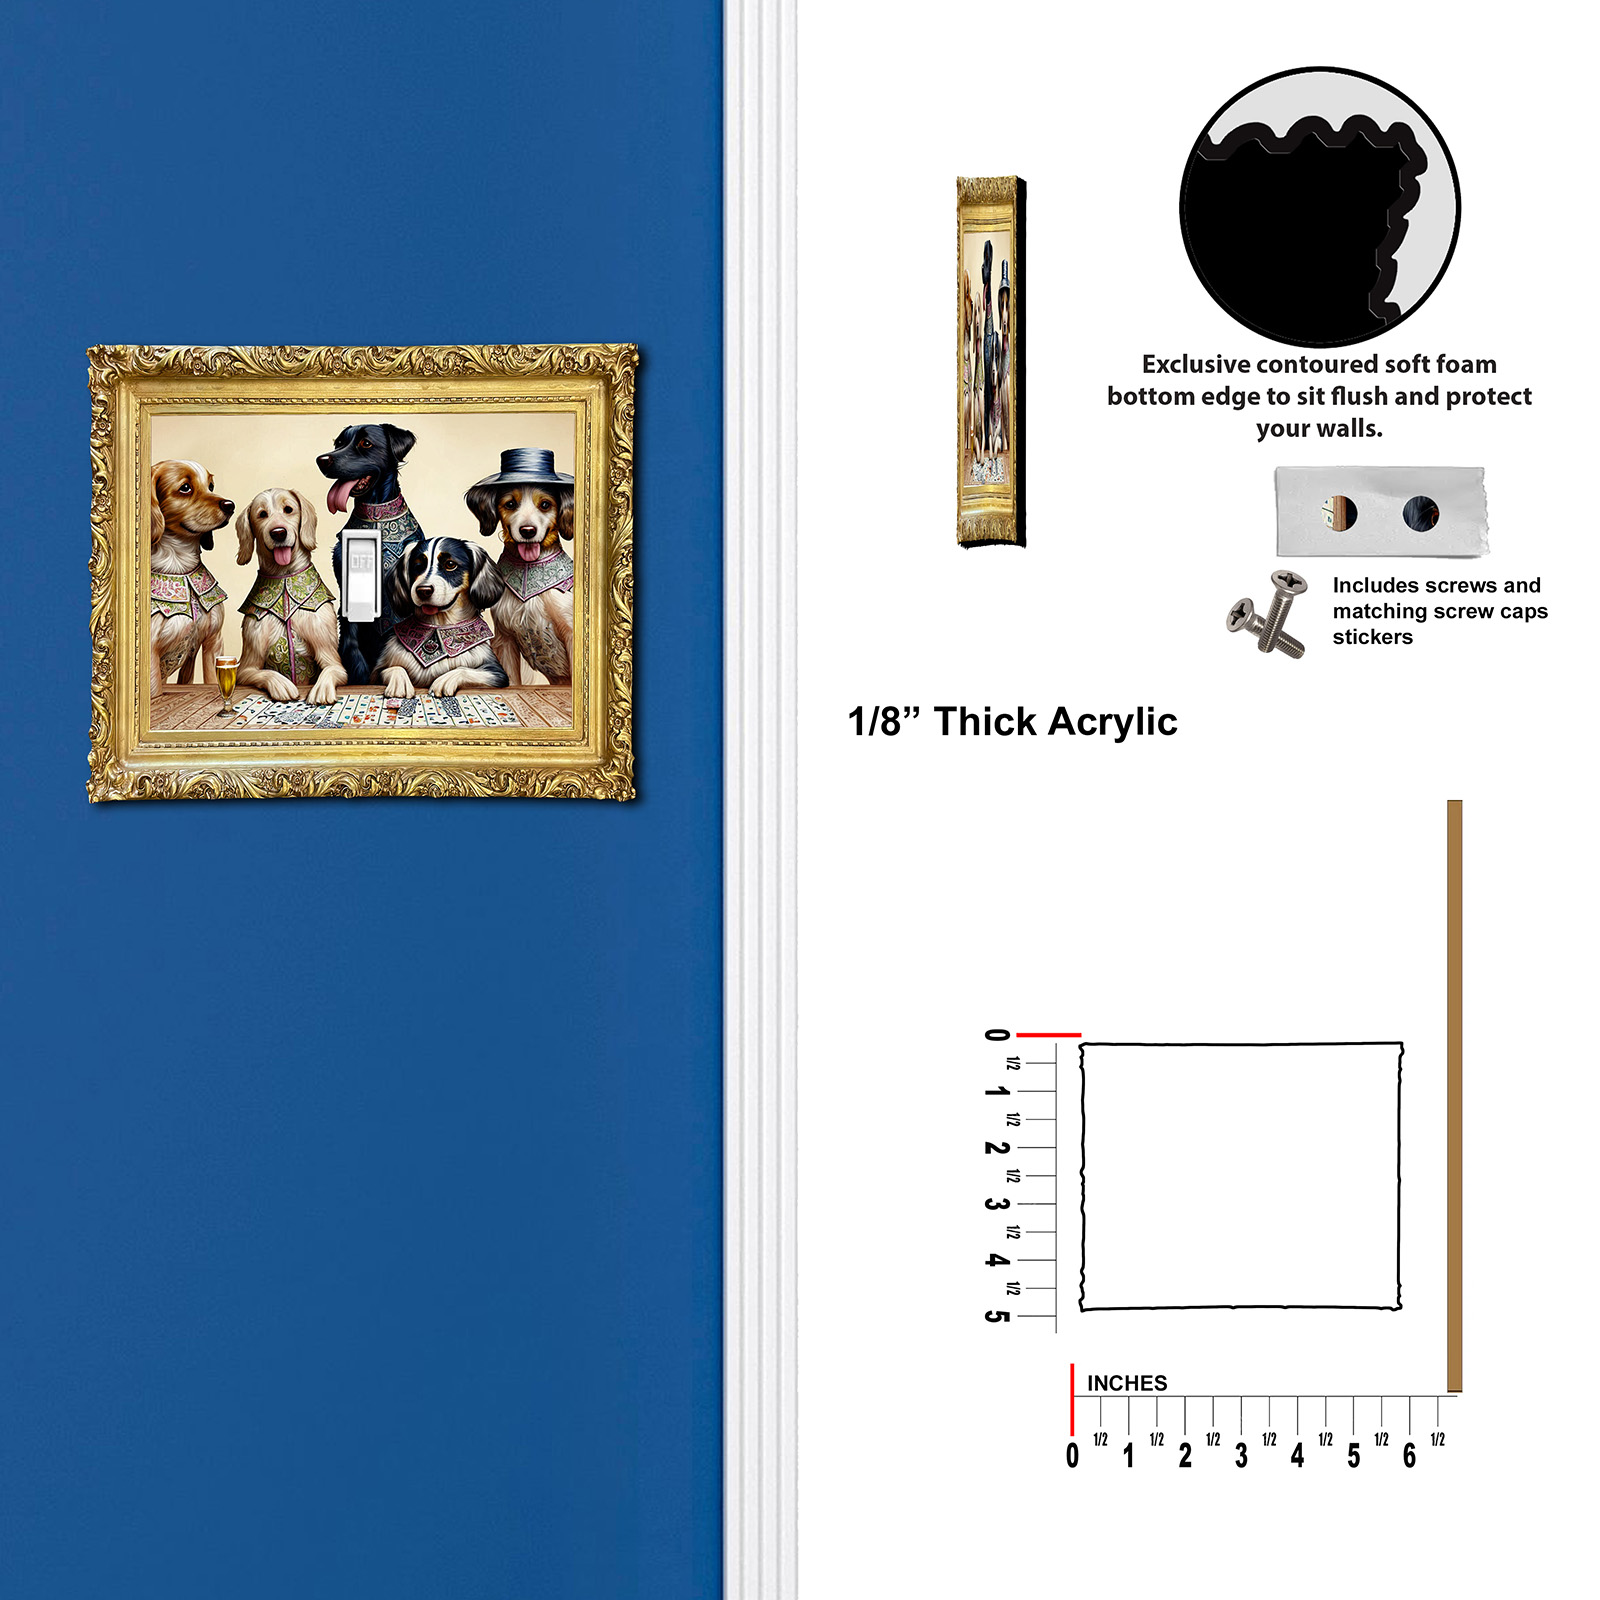 OFF
Exclusive contoured soft foam
bottom edge to sit flush and protect
your walls.
Includes screws and
matching screw caps
stickers
1/8” Thick Acrylic
0
1/2
1
1/2
2
1/2
3
1/2
4
1/2
5
INCHES
0 1/2 1 1/2 2 1/2 3 1/2 4 1/2 5 1/2 6 1/2